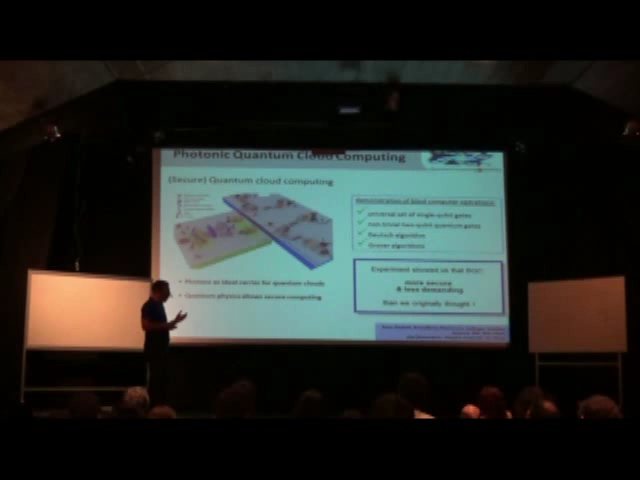 Photonic Quantum Cloud Computing
(Secure) Quantum cloud computing
demonstration of blind computer operations:
universal set of single-qubit gates
non-trivial two-qubit quantum gates
Deutsch algorithm
Grover algorithms
• Photons as ideal carrier for quantum clouds
• Quantum physics allows secure computing
Experiment showed us that BQC:
more secure
& less demanding
than we originally thought !